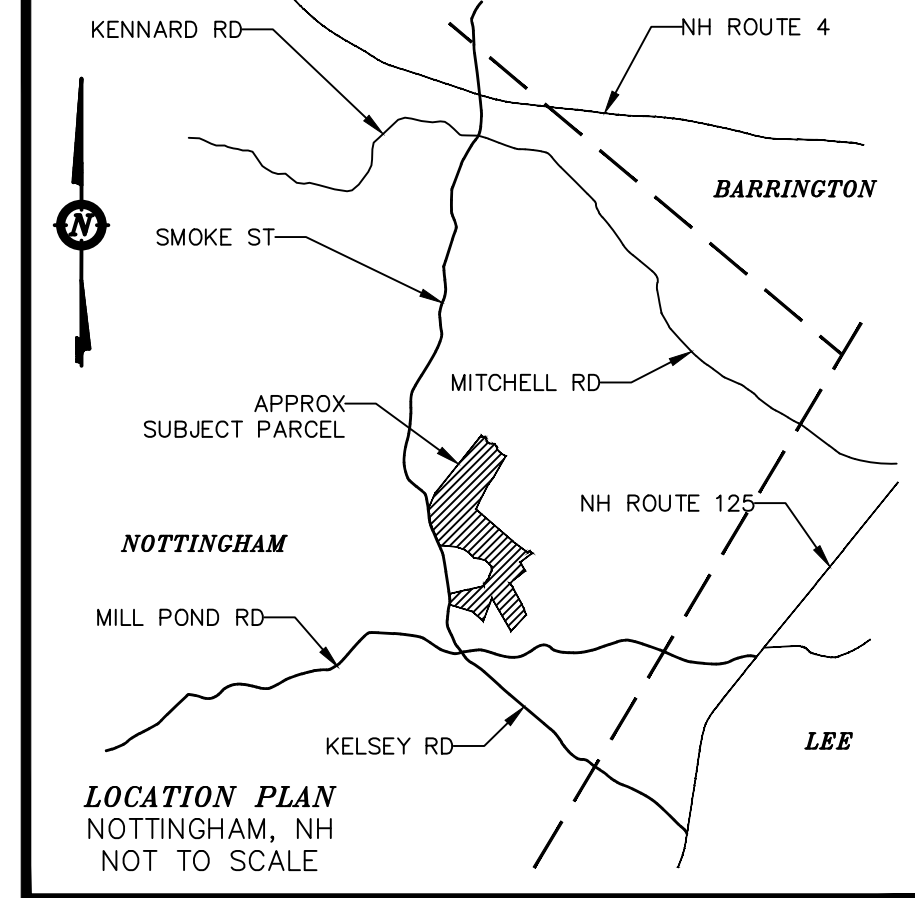 KENNARD RD
NH ROUTE 4
BARRINGTON
N
SMOKE ST
MITCHELL RD
APPROX
SUBJECT PARCEL
NH ROUTE 125
NOTTINGHAM
MILL POND RD
KELSEY RD
LEE
LOCATION PLAN
NOTTINGHAM, NH
NOT TO SCALE